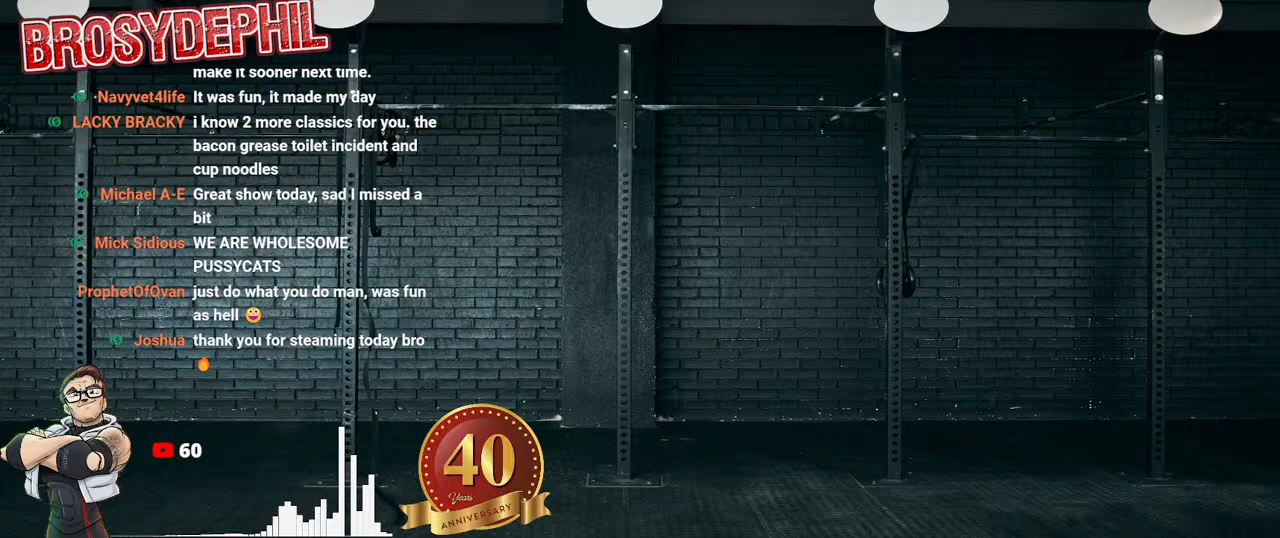 BROSYDEPHIL
make it sooner next time.
Navyvet4life It was fun, it made my day
LACKY BRACKY i know 2 more classics for you. the
bacon grease toilet incident and
cup noodles
Michael A-E Great show today, sad I missed a
bit
Mick Sidious WE ARE WHOLESOME
PUSSYCATS
ProphetOfOvan just do what you do man, was fun
as hell 😀
Joshua thank you for steaming today bro
🔥
60
40
Years
ANNIVERSARY